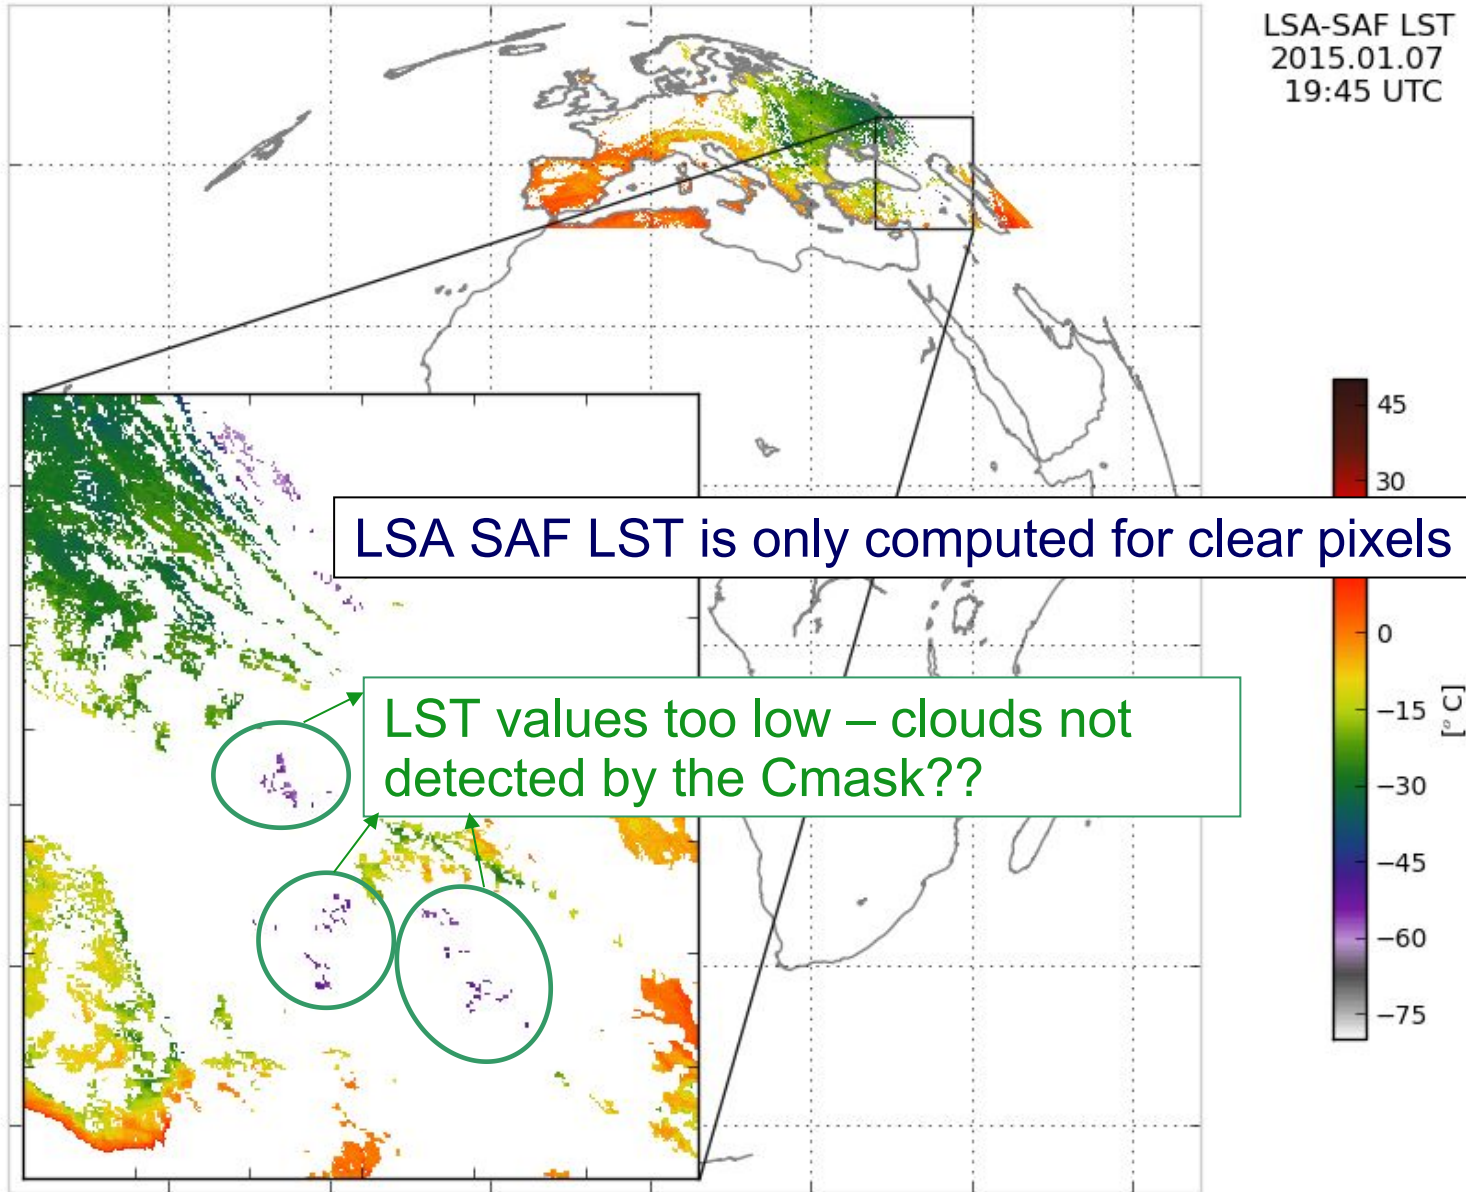 LSA-SAF LST
2015.01.07
19:45 UTC
45
30
LSA SAF LST is only computed for clear pixels
0
LST values too low – clouds not
detected by the Cmask??
−15
[° C]
−30
−45
−60
−75